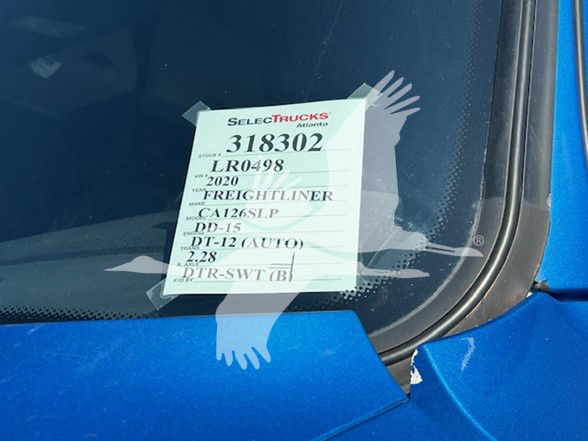 SELECTRUCKS®
Atlanta
STOCK # 318302
VIN # LR0498
YEAR 2020
MAKE FREIGHTLINER
MODEL CA126SLP
ENGINE DD-15
TRANS DT-12 (AUTO)
R. AXLE 2.28
F/O BY DTR-SWT (B)
®